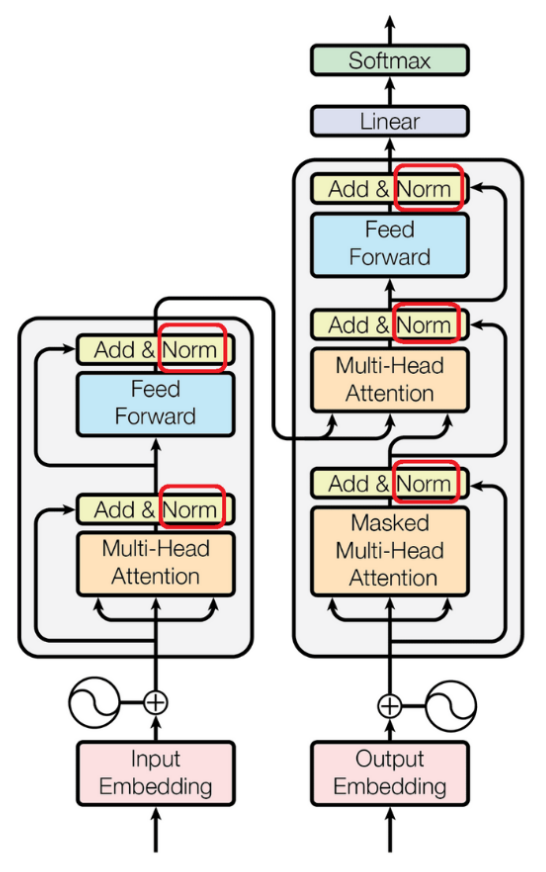 Softmax
Linear
Add & Norm
Feed
Forward
Add & Norm
Multi-Head
Attention
Add & Norm
Masked
Multi-Head
Attention
Output
Embedding
Add & Norm
Feed
Forward
Add & Norm
Multi-Head
Attention
Input
Embedding